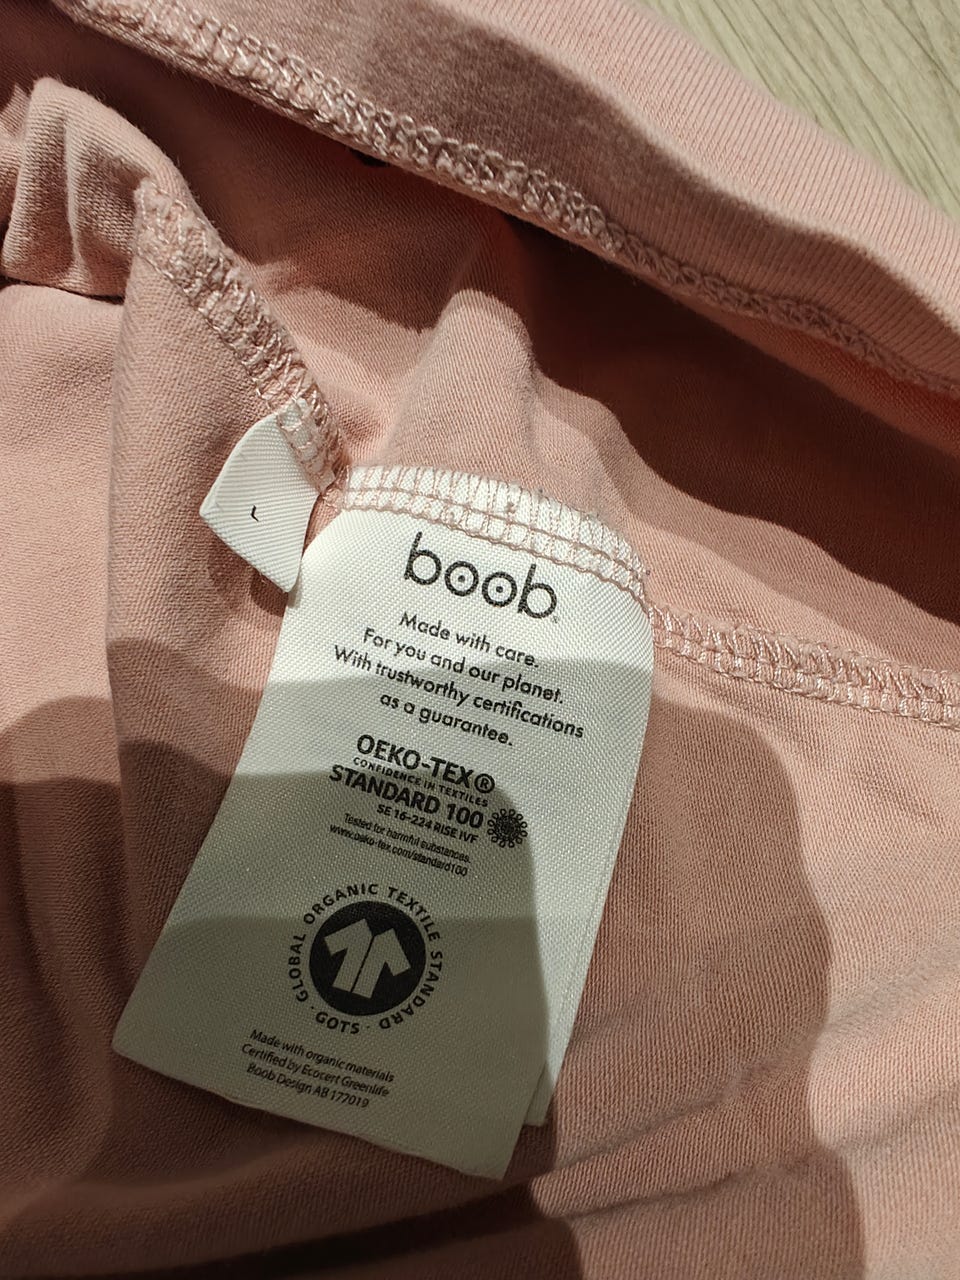 L
boob
Made with care.
For you and our planet.
With trustworthy certifications
as a guarantee.
OEKO-TEX®
CONFIDENCE IN TEXTILES
STANDARD 100
SE 16-224 RISE IVF
Tested for harmful substances.
www.oeko-tex.com/standard100
GLOBAL ORGANIC TEXTILE STANDARD
· GOTS ·
Made with organic materials
Certified by Ecocert Greenlife
Boob Design AB 172019